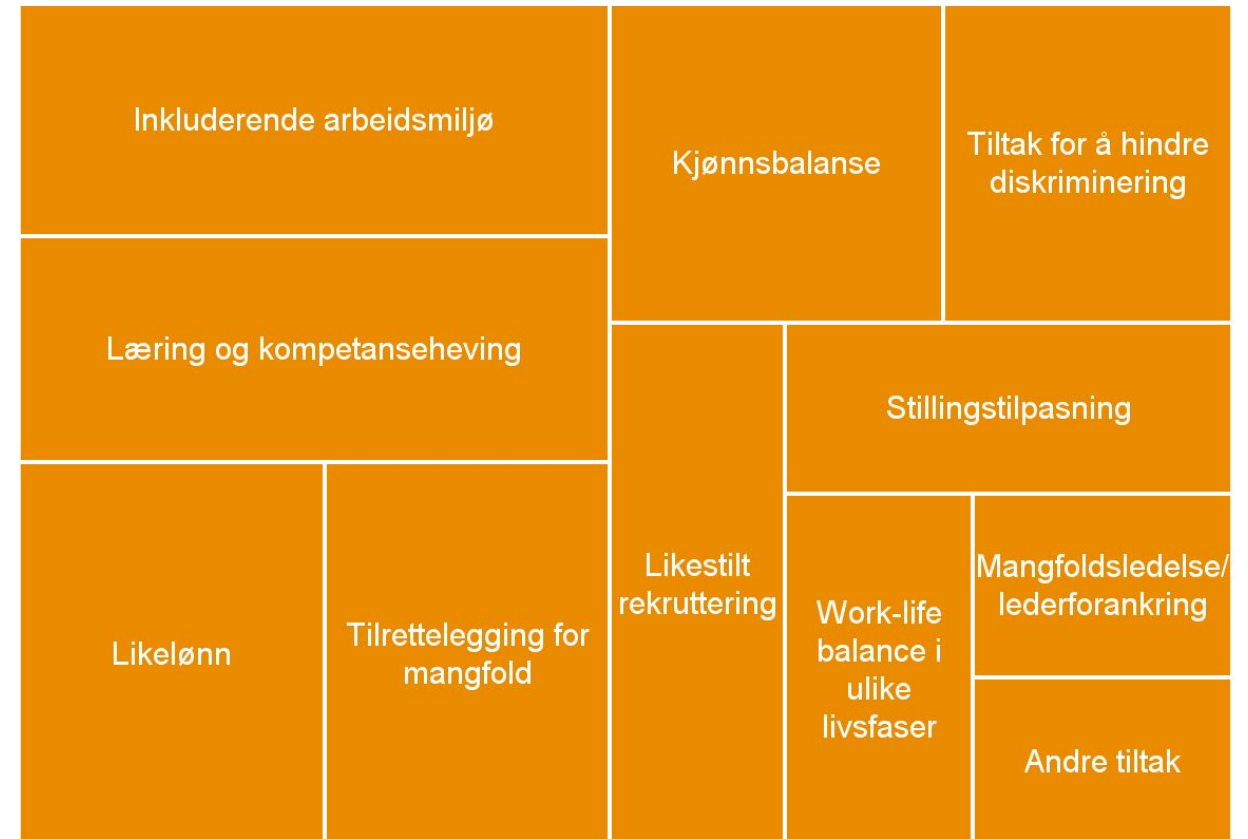 Inkluderende arbeidsmiljø
Læring og kompetanseheving
Likelønn
Tilrettelegging for
mangfold
Kjønnsbalanse
Tiltak for å hindre
diskriminering
Likestilt
rekruttering
Stillingstilpasning
Work-life
balance i
ulike
livsfaser
Mangfoldsledelse/
lederforankring
Andre tiltak